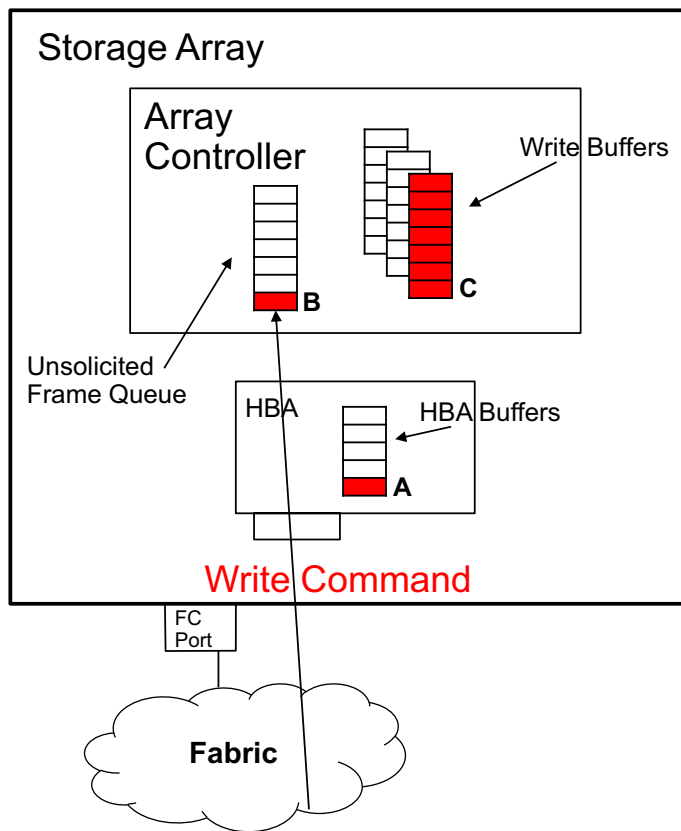 Storage Array
Array
Controller
Write Buffers
B
C
Unsolicited
Frame Queue
HBA
HBA Buffers
A
Write Command
FC
Port
Fabric